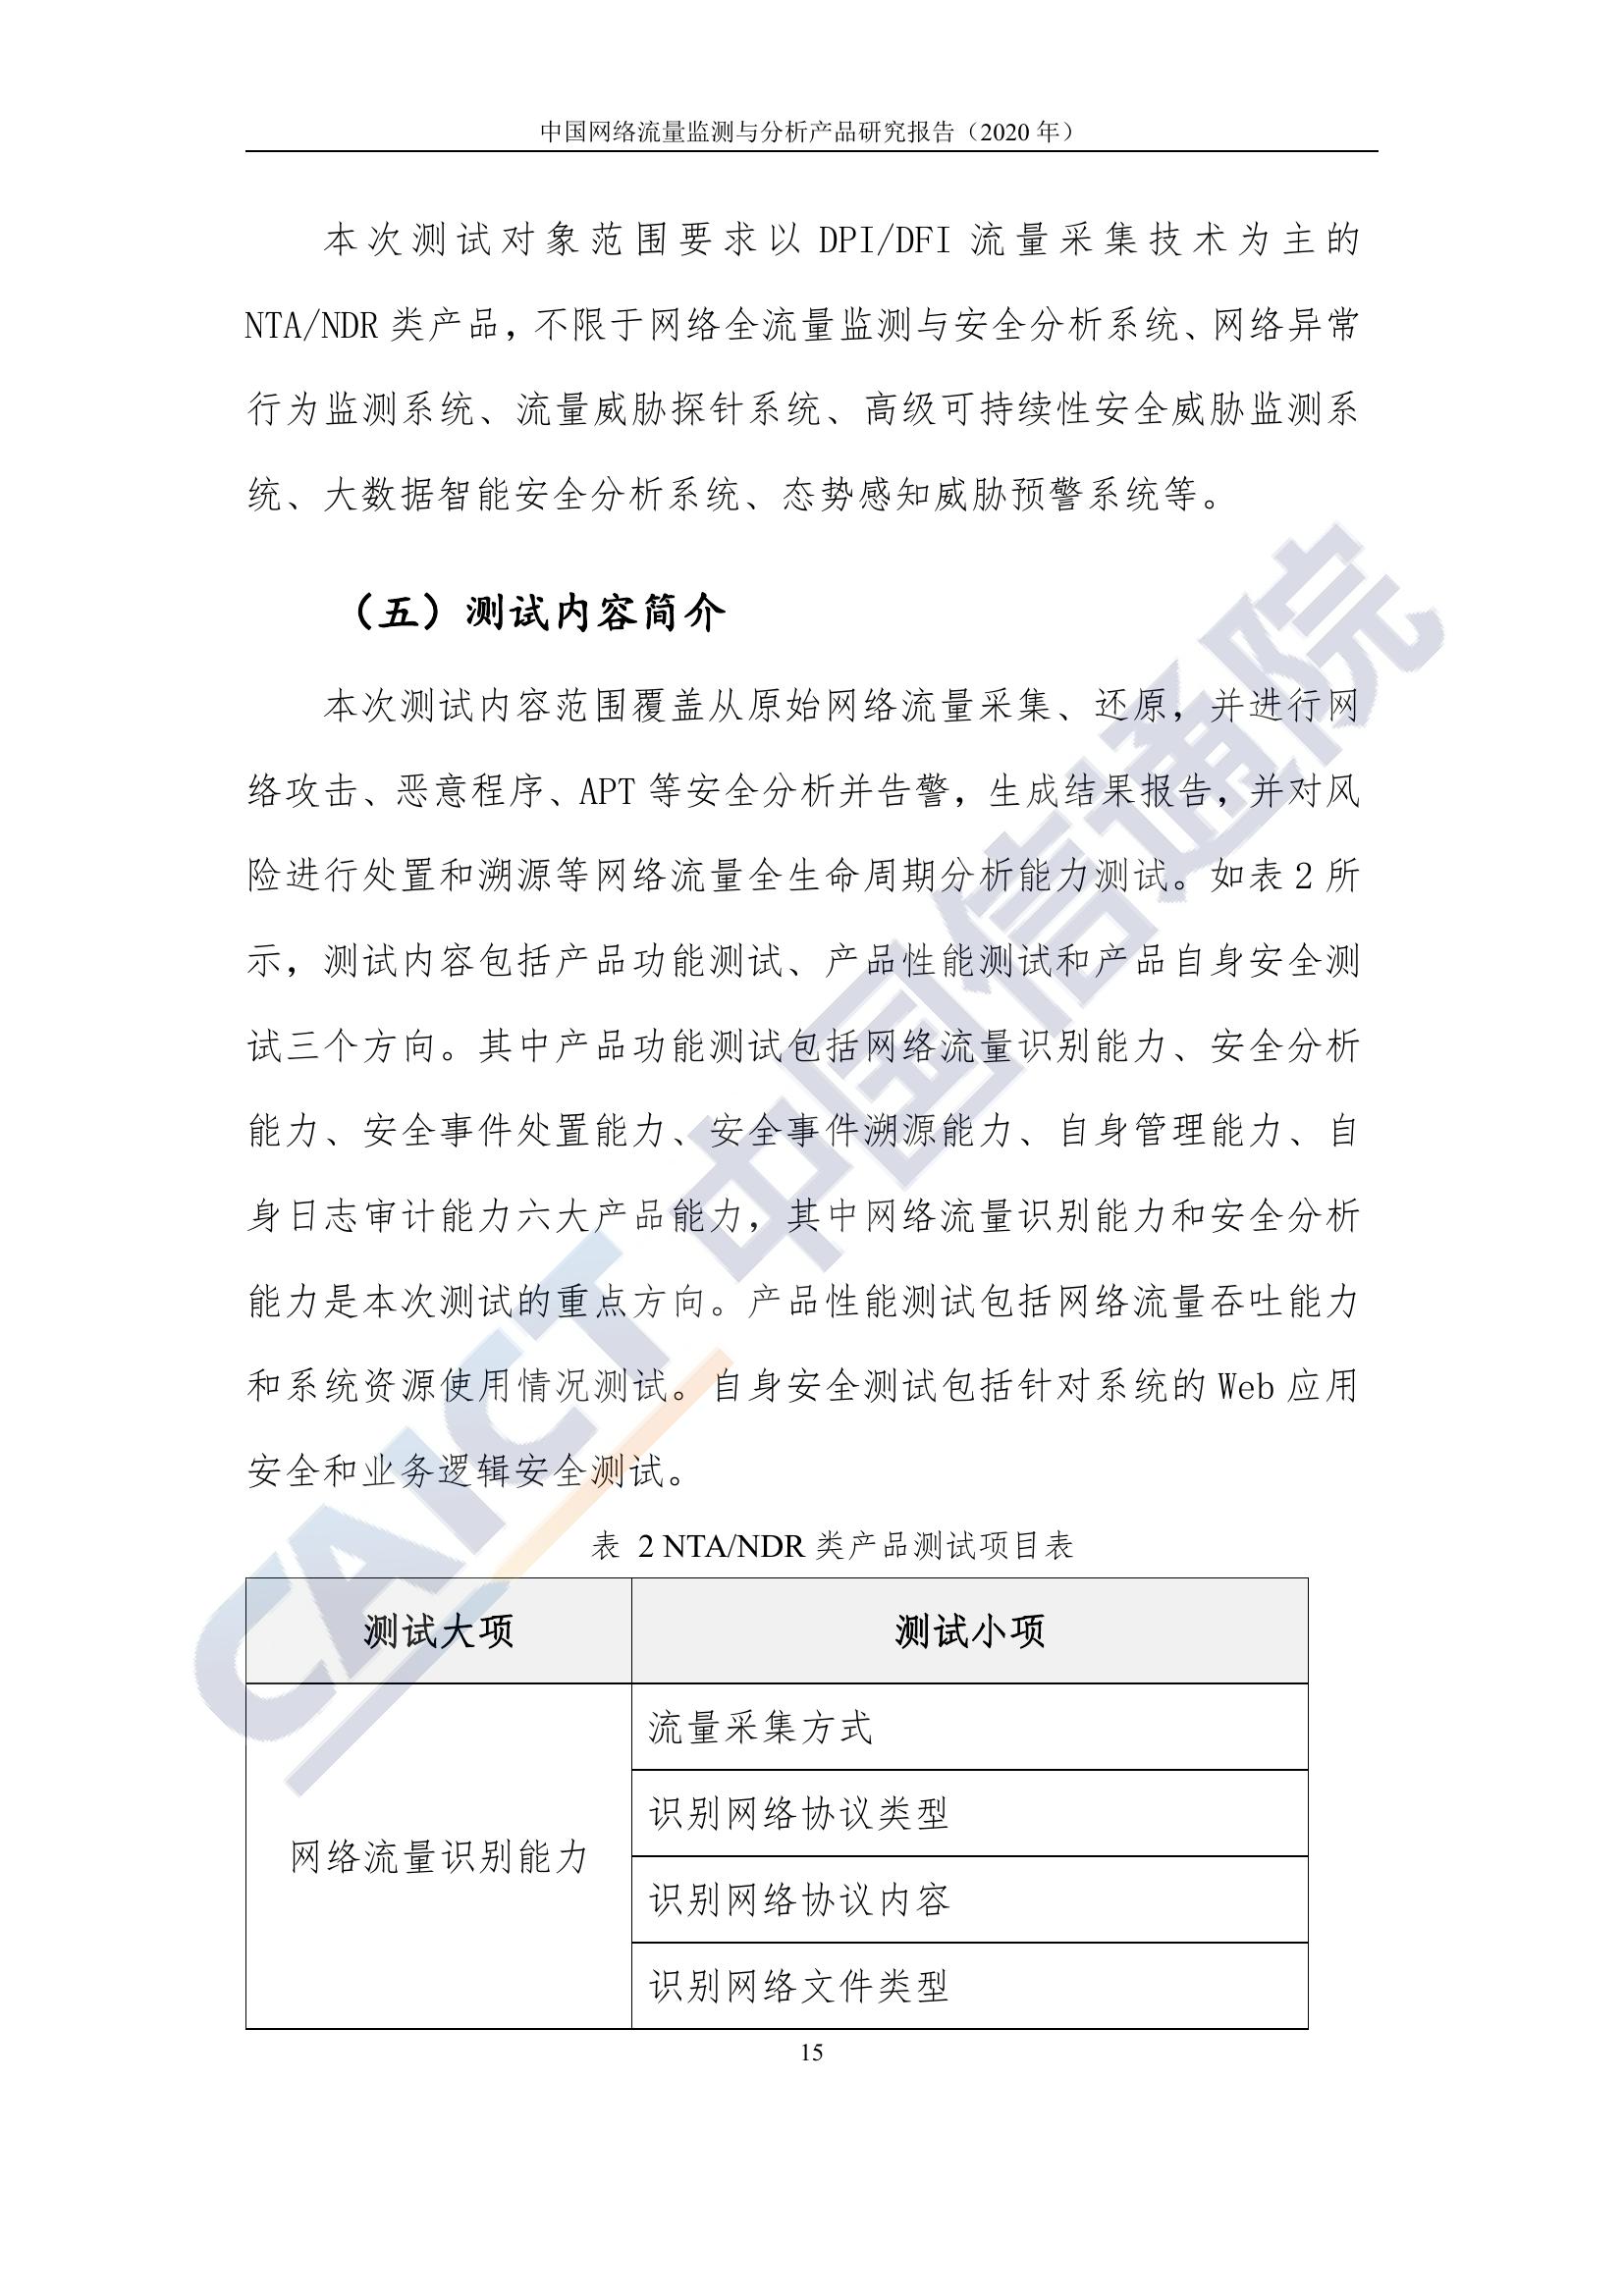 中国网络流量监测与分析产品研究报告（2020 年）
本次测试对象范围要求以 DPI/DFI 流量采集技术为主的
NTA/NDR 类产品，不限于网络全流量监测与安全分析系统、网络异常
行为监测系统、流量威胁探针系统、高级可持续性安全威胁监测系
统、大数据智能安全分析系统、态势感知威胁预警系统等。
（五）测试内容简介
本次测试内容范围覆盖从原始网络流量采集、还原，并进行网
络攻击、恶意程序、APT 等安全分析并告警，生成结果报告，并对风
险进行处置和溯源等网络流量全生命周期分析能力测试。如表 2 所
示，测试内容包括产品功能测试、产品性能测试和产品自身安全测
试三个方向。其中产品功能测试包括网络流量识别能力、安全分析
能力、安全事件处置能力、安全事件溯源能力、自身管理能力、自
身日志审计能力六大产品能力，其中网络流量识别能力和安全分析
能力是本次测试的重点方向。产品性能测试包括网络流量吞吐能力
和系统资源使用情况测试。自身安全测试包括针对系统的 Web 应用
安全和业务逻辑安全测试。
表 2 NTA/NDR 类产品测试项目表
测试大项 测试小项
流量采集方式
识别网络协议类型
网络流量识别能力
识别网络协议内容
识别网络文件类型
15
CAICT 中国信通院